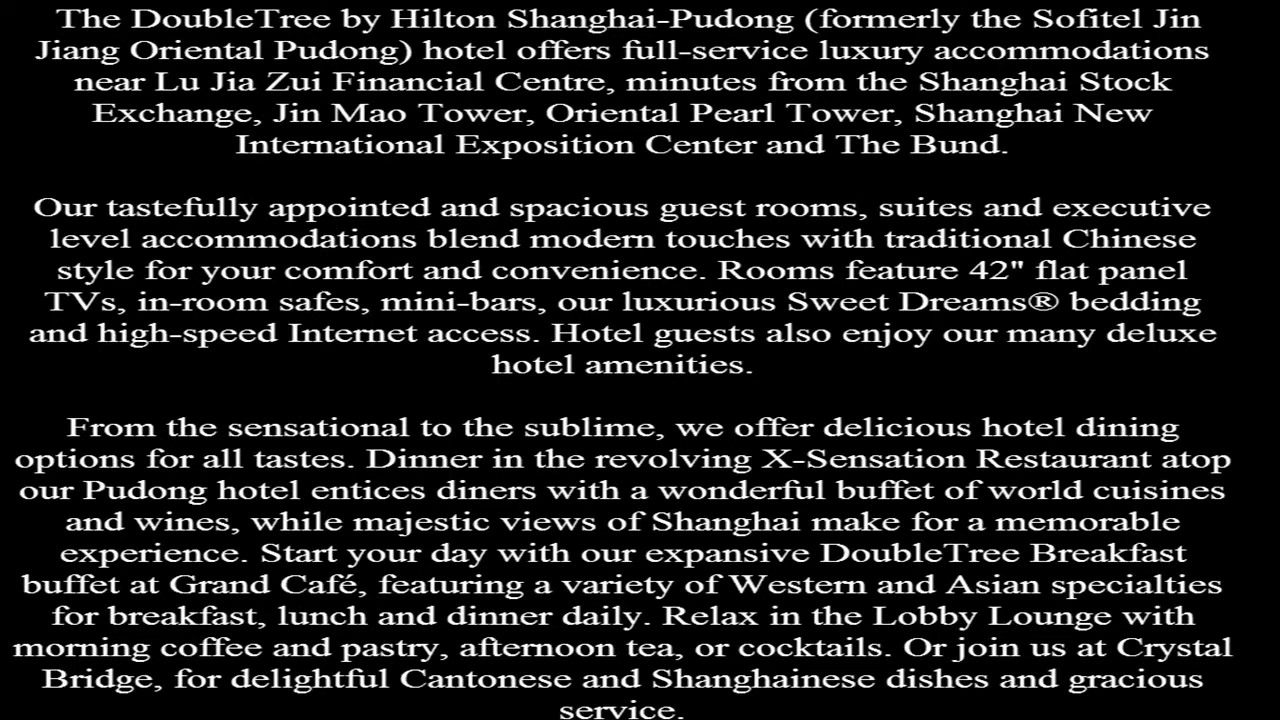 The DoubleTree by Hilton Shanghai-Pudong (formerly the Sofitel Jin
Jiang Oriental Pudong) hotel offers full-service luxury accommodations
near Lu Jia Zui Financial Centre, minutes from the Shanghai Stock
Exchange, Jin Mao Tower, Oriental Pearl Tower, Shanghai New
International Exposition Center and The Bund.
Our tastefully appointed and spacious guest rooms, suites and executive
level accommodations blend modern touches with traditional Chinese
style for your comfort and convenience. Rooms feature 42" flat panel
TVs, in-room safes, mini-bars, our luxurious Sweet Dreams® bedding
and high-speed Internet access. Hotel guests also enjoy our many deluxe
hotel amenities.
From the sensational to the sublime, we offer delicious hotel dining
options for all tastes. Dinner in the revolving X-Sensation Restaurant atop
our Pudong hotel entices diners with a wonderful buffet of world cuisines
and wines, while majestic views of Shanghai make for a memorable
experience. Start your day with our expansive DoubleTree Breakfast
buffet at Grand Café, featuring a variety of Western and Asian specialties
for breakfast, lunch and dinner daily. Relax in the Lobby Lounge with
morning coffee and pastry, afternoon tea, or cocktails. Or join us at Crystal
Bridge, for delightful Cantonese and Shanghainese dishes and gracious
service.